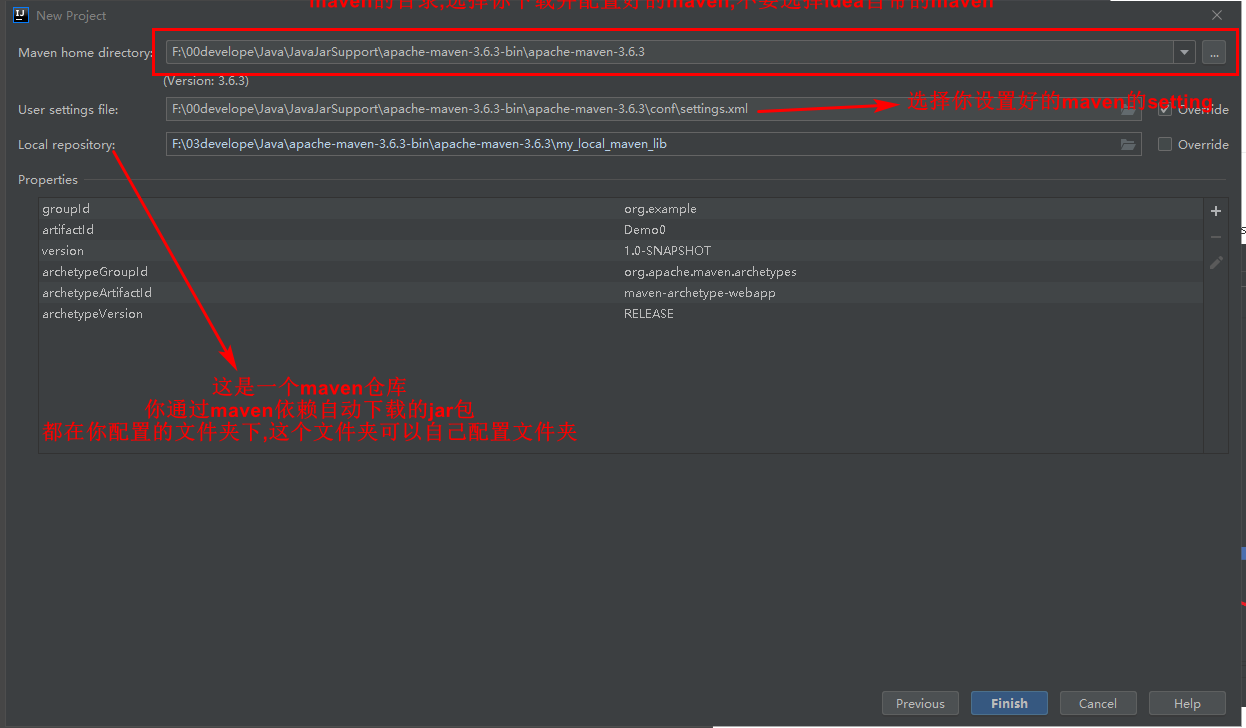 maven的目录,选择你下载并配置好的maven,不要选择idea自带的maven
New Project
Maven home directory: F:\00develope\Java\JavaJarSupport\apache-maven-3.6.3-bin\apache-maven-3.6.3 ...
(Version: 3.6.3)
User settings file: F:\00develope\Java\JavaJarSupport\apache-maven-3.6.3-bin\apache-maven-3.6.3\conf\settings.xml 选择你设置好的maven的setting Override
Local repository: F:\03develope\Java\apache-maven-3.6.3-bin\apache-maven-3.6.3\my_local_maven_lib Override
Properties
groupId org.example
artifactId Demo0
version 1.0-SNAPSHOT
archetypeGroupId org.apache.maven.archetypes
archetypeArtifactId maven-archetype-webapp
archetypeVersion RELEASE
这是一个maven仓库
你通过maven依赖自动下载的jar包
都在你配置的文件夹下,这个文件夹可以自己配置文件夹
Previous Finish Cancel Help